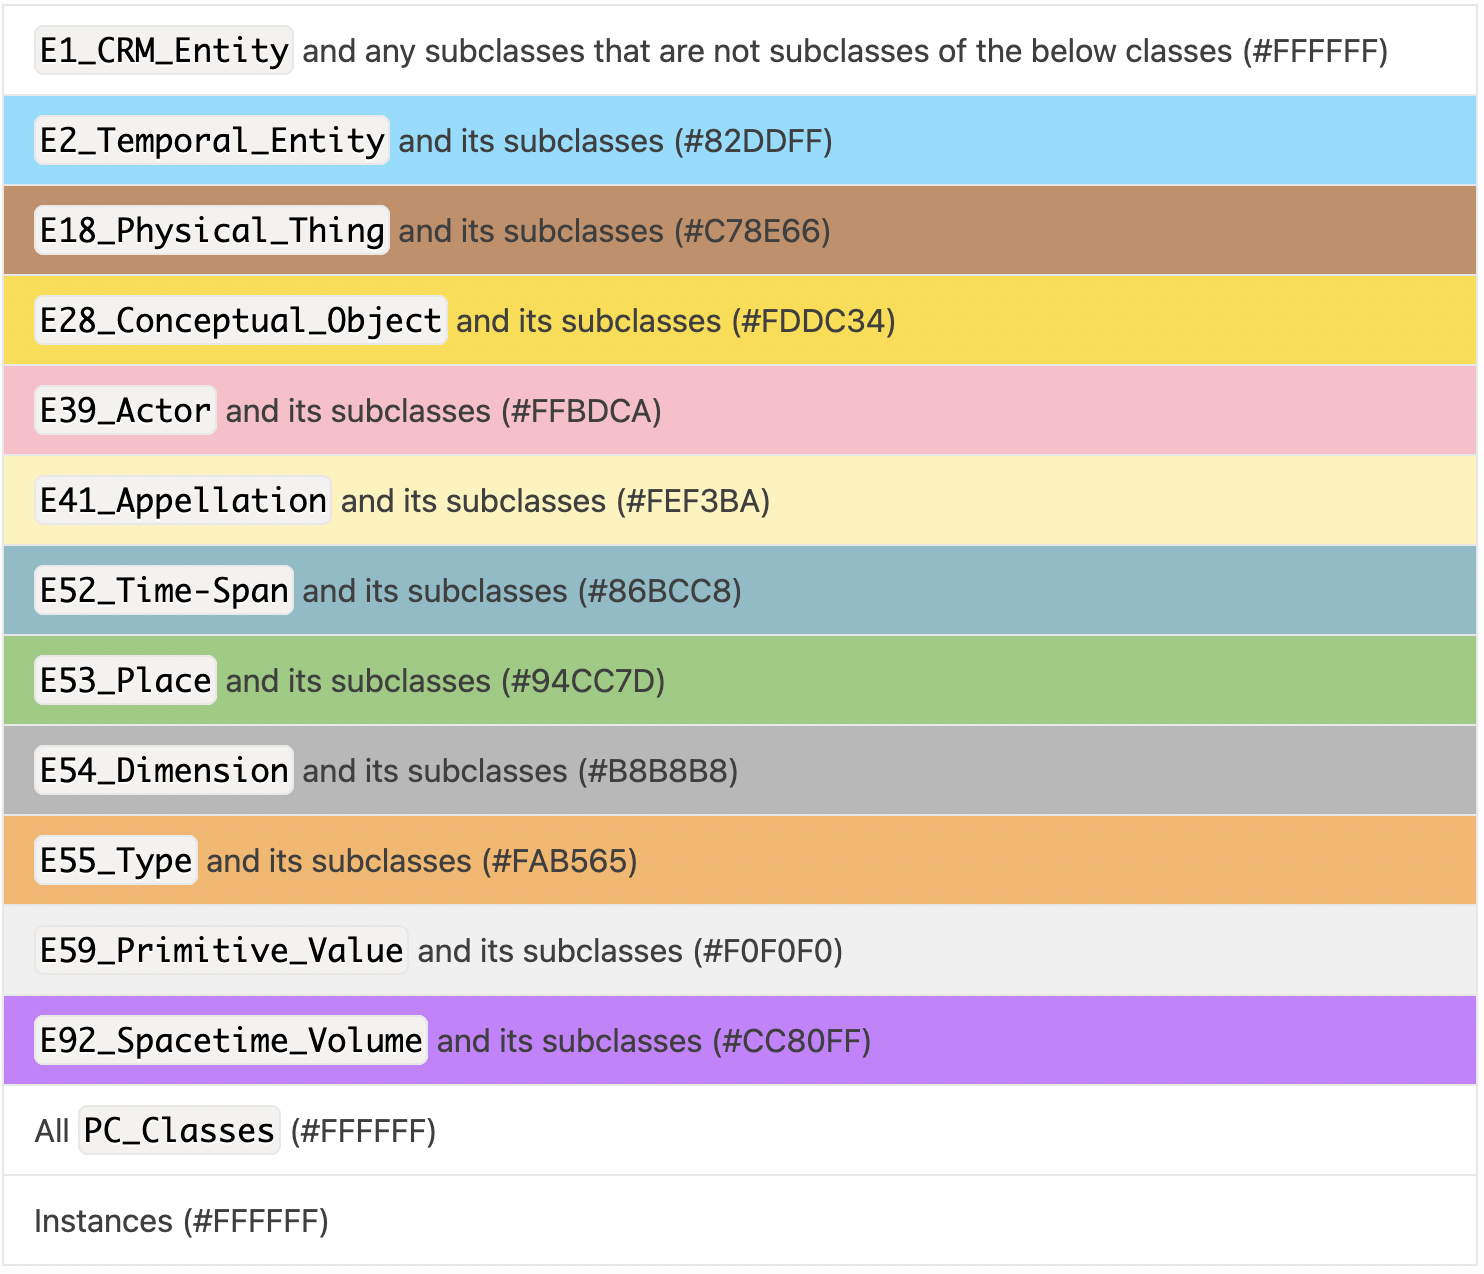 E1_CRM_Entity and any subclasses that are not subclasses of the below classes (#FFFFFF)
E2_Temporal_Entity and its subclasses (#82DDFF)
E18_Physical_Thing and its subclasses (#C78E66)
E28_Conceptual_Object and its subclasses (#FDDC34)
E39_Actor and its subclasses (#FFBDCA)
E41_Appellation and its subclasses (#FEF3BA)
E52_Time-Span and its subclasses (#86BCC8)
E53_Place and its subclasses (#94CC7D)
E54_Dimension and its subclasses (#B8B8B8)
E55_Type and its subclasses (#FAB565)
E59_Primitive_Value and its subclasses (#F0F0F0)
E92_Spacetime_Volume and its subclasses (#CC80FF)
All PC_Classes (#FFFFFF)
Instances (#FFFFFF)